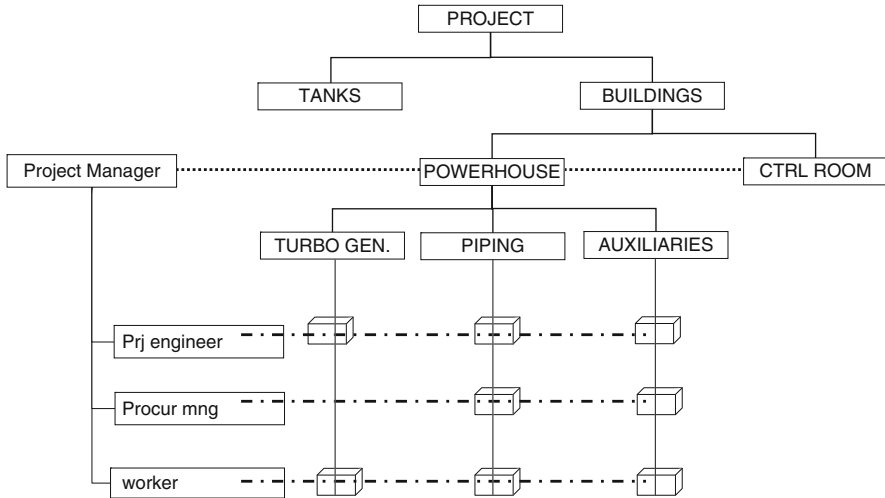 PROJECT
TANKS
BUILDINGS
Project Manager
POWERHOUSE
CTRL ROOM
TURBO GEN.
PIPING
AUXILIARIES
Prj engineer
Procur mng
worker